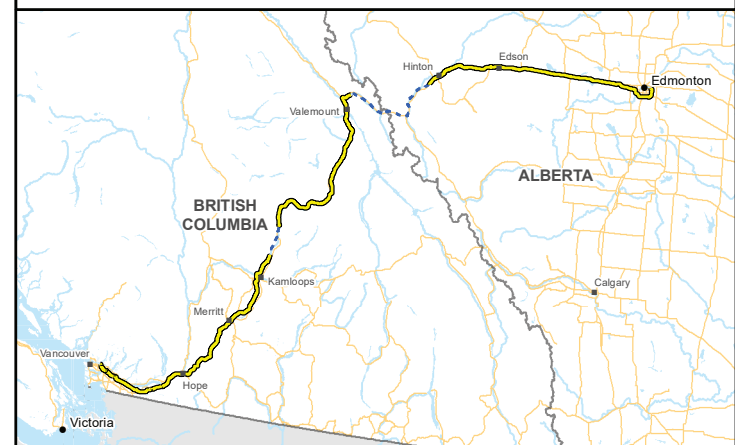 Hinton
Edson
Edmonton
Valemount
ALBERTA
BRITISH
COLUMBIA
Kamloops
Calgary
Merritt
Vancouver
Hope
Victoria